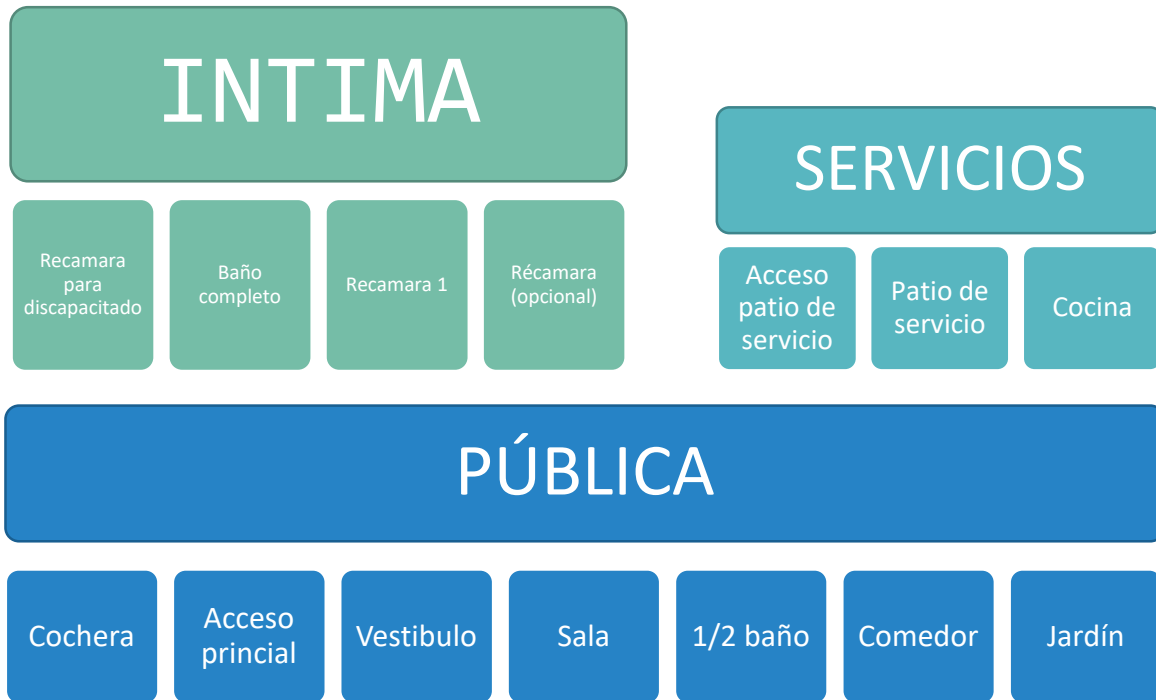 INTIMA
Recamara
para
discapacitado
Baño
completo
Recamara 1
Récamara
(opcional)
SERVICIOS
Acceso
patio de
servicio
Patio de
servicio
Cocina
PÚBLICA
Cochera
Acceso
princial
Vestibulo
Sala
1/2 baño
Comedor
Jardín